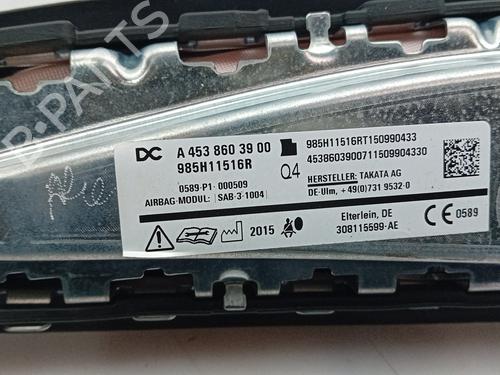 B-PARTS
DC A 453 860 39 00
985H11516R
0589-P1-000509
AIRBAG-MODUL: SAB-3-1004
Q4
985H11516RT150990433
4538603900711509904330
HERSTELLER: TAKATA AG
DE-Ulm, +49(0)731 9532-0
2015
Elterlein, DE
308115599-AE
CE 0589